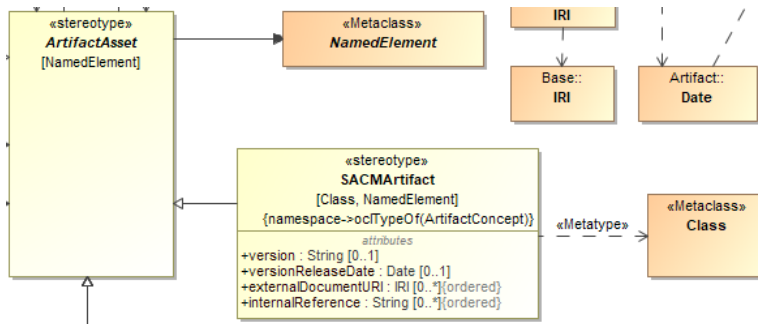 «stereotype»
ArtifactAsset
[NamedElement]
«Metaclass»
NamedElement
IRI
Base::
IRI
Artifact::
Date
«stereotype»
SACMArtifact
[Class, NamedElement]
{namespace->oclTypeOf(ArtifactConcept)}
attributes
+version : String [0..1]
+versionReleaseDate : Date [0..1]
+externalDocumentURI : IRI [0..*]{ordered}
+internalReference : String [0..*]{ordered}
«Metatype»
«Metaclass»
Class